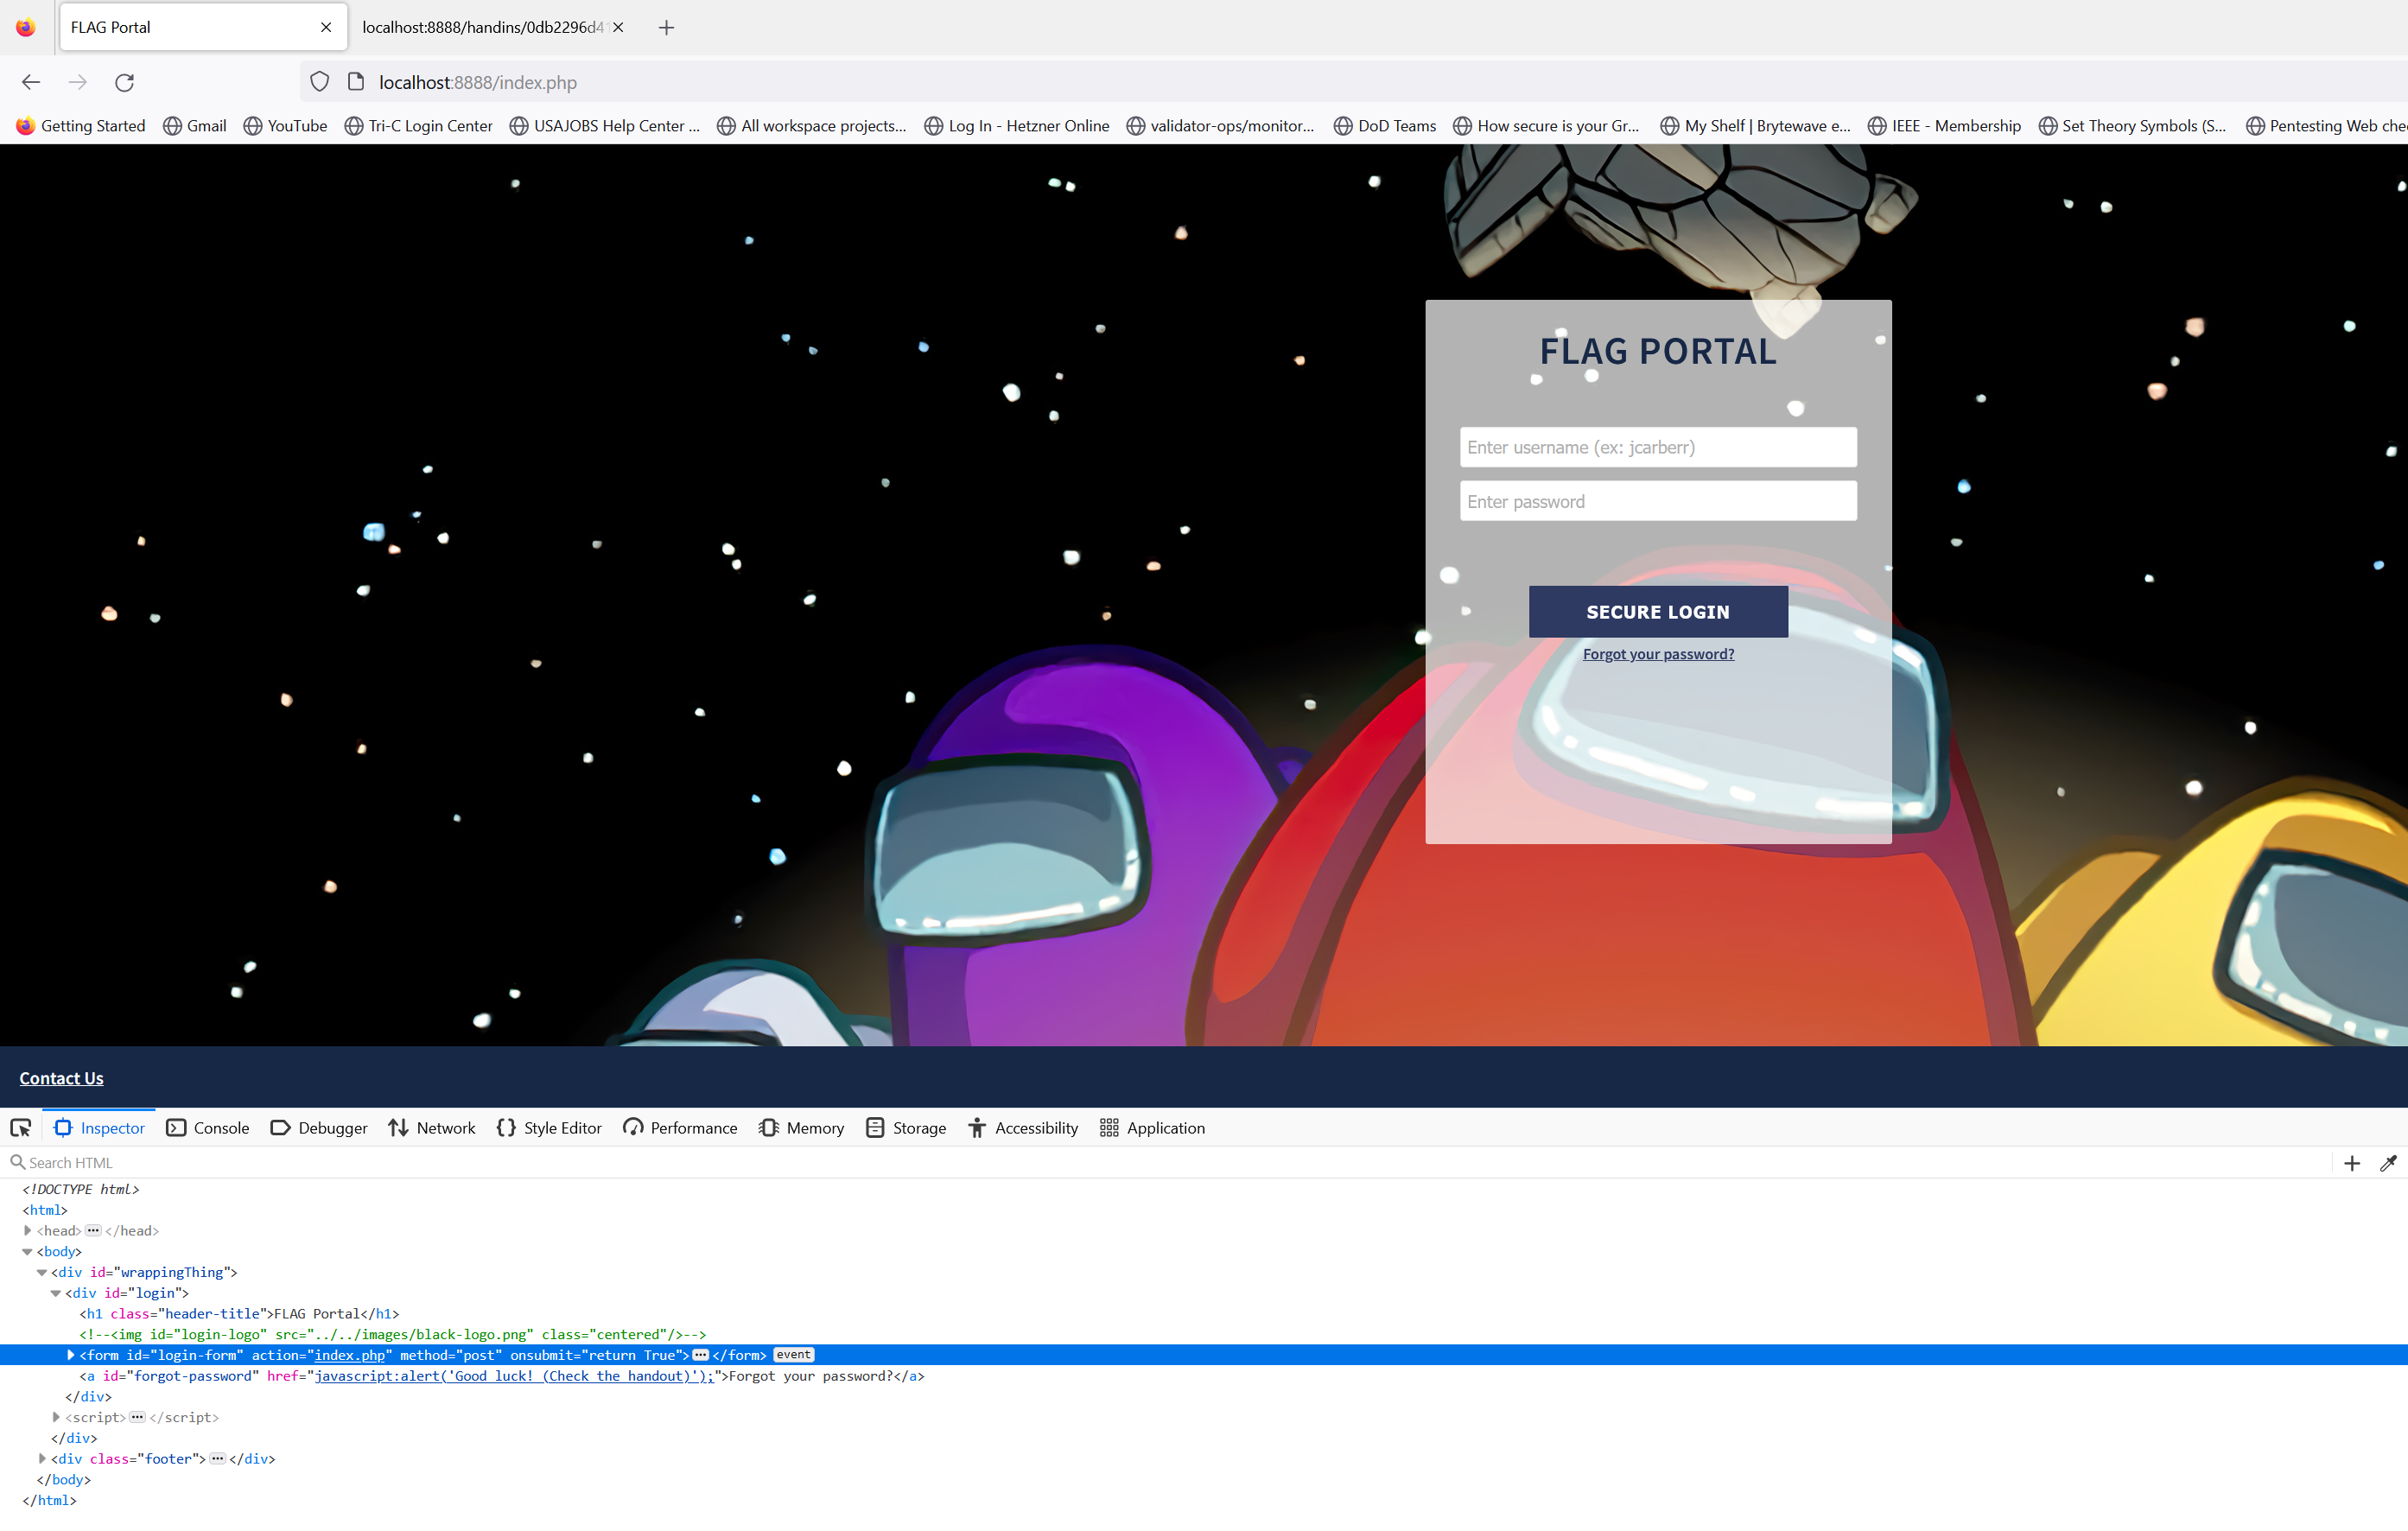 FLAG Portal
localhost:8888/handins/0db2296d41
localhost:8888/index.php
Getting Started Gmail YouTube Tri-C Login Center USAJOBS Help Center ... All workspace projects... Log In - Hetzner Online validator-ops/monitor... DoD Teams How secure is your Gr... My Shelf | Brytewave e... IEEE - Membership Set Theory Symbols (S... Pentesting Web che
FLAG PORTAL
Enter username (ex: jcarberr)
Enter password
SECURE LOGIN
Forgot your password?
Contact Us
Inspector Console Debugger Network Style Editor Performance Memory Storage Accessibility Application
Search HTML
<!DOCTYPE html>
<html>
<head> ... </head>
<body>
<div id="wrappingThing">
<div id="login">
<h1 class="header-title">FLAG Portal</h1>
<!--<img id="login-logo" src="../../images/black-logo.png" class="centered"/>-->
<form id="login-form" action="index.php" method="post" onsubmit="return True"> ... </form> event
<a id="forgot-password" href="javascript:alert('Good luck! (Check the handout)');">Forgot your password?</a>
</div>
<script> ... </script>
</div>
<div class="footer"> ... </div>
</body>
</html>